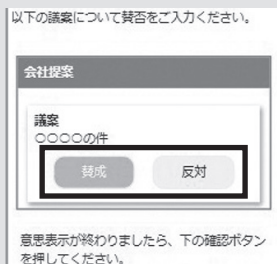 以下の議案について賛否をご入力ください。
会社提案
議案
○○○○の件
賛成
反対
意思表示が終わりましたら、下の確認ボタン
を押してください。